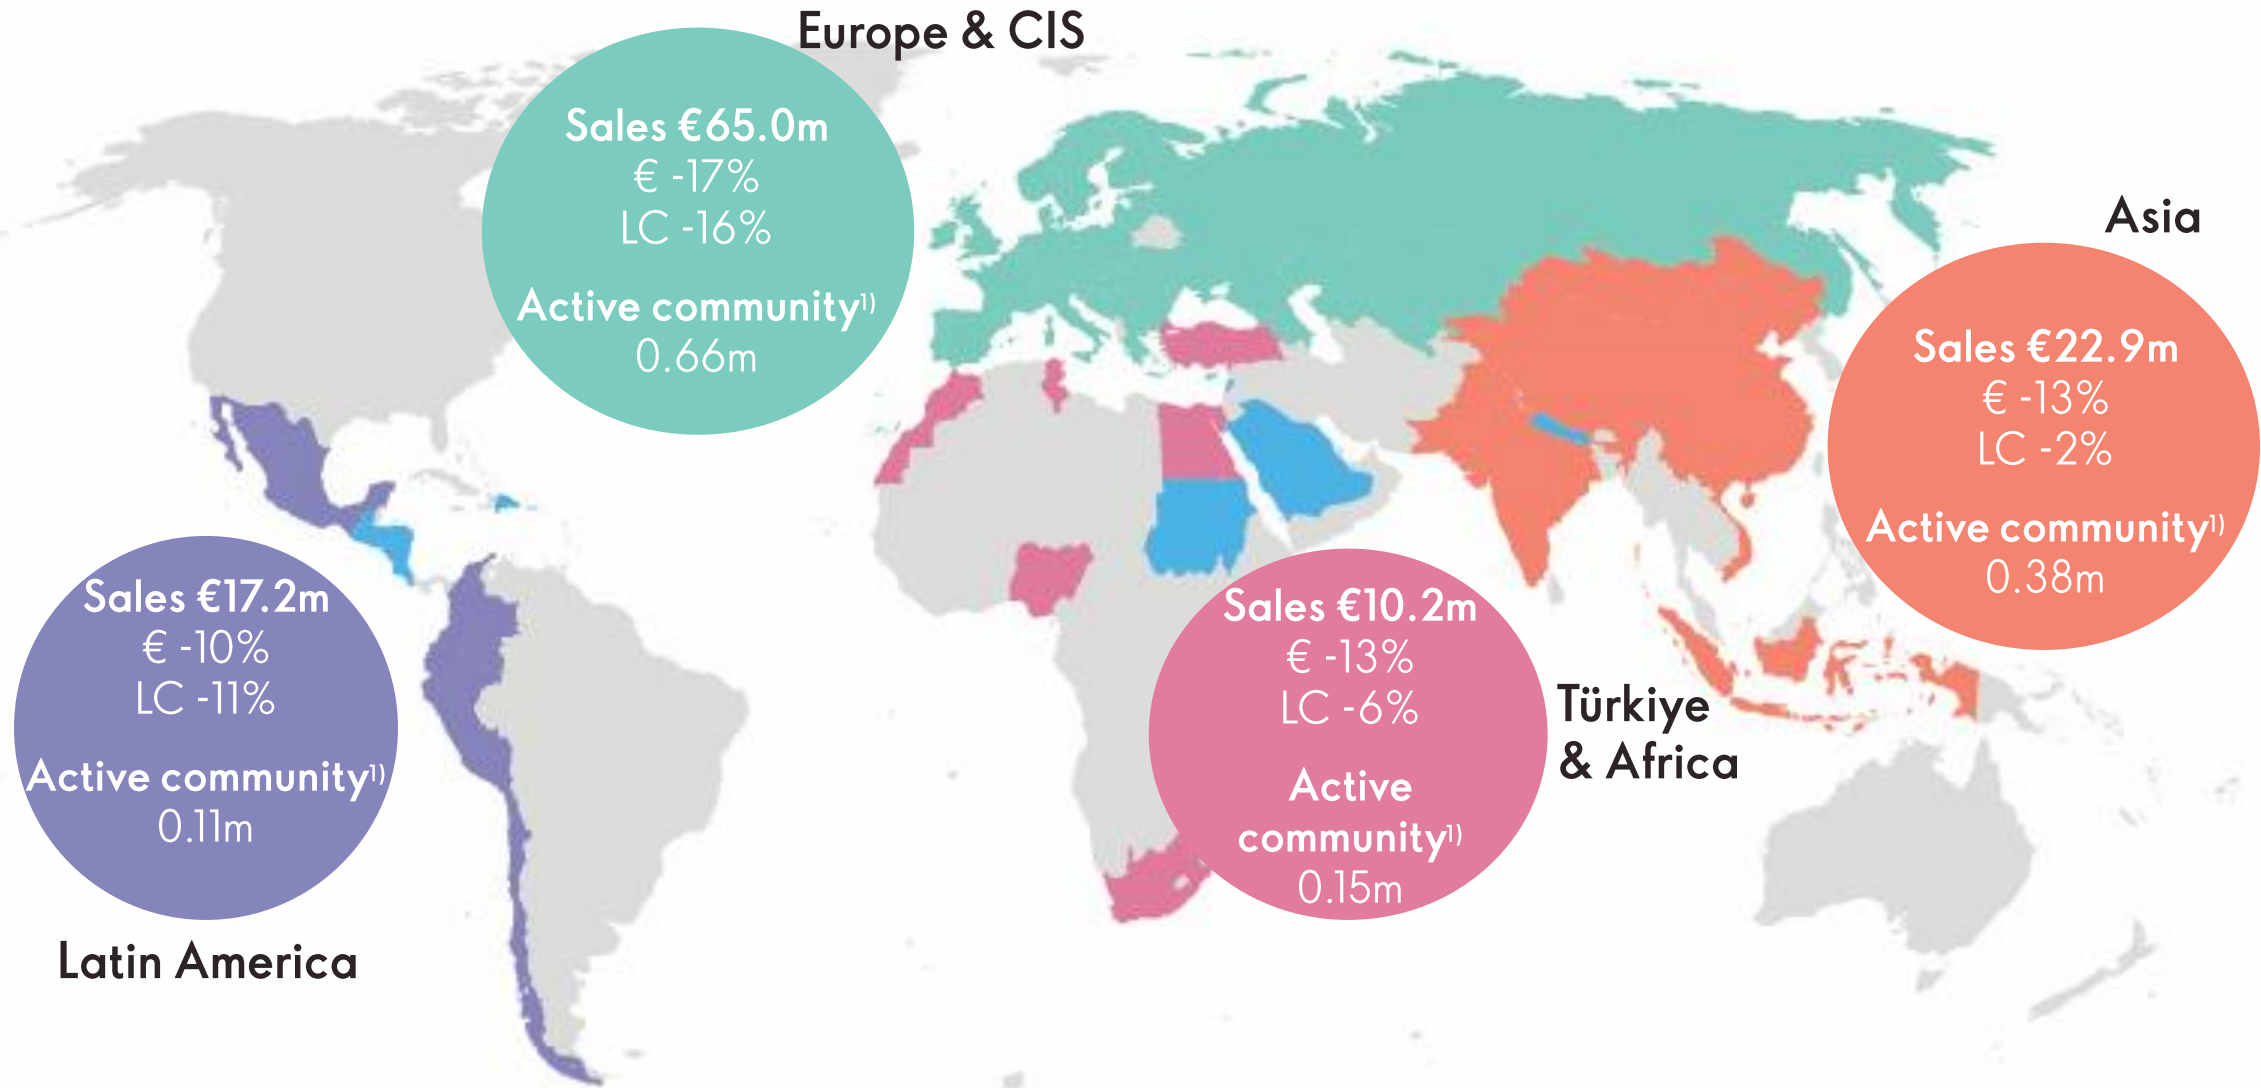 Europe & CIS
Sales €65.0m
€ -17%
LC -16%
Active community¹⁾
0.66m
Asia
Sales €22.9m
€ -13%
LC -2%
Active community¹⁾
0.38m
Sales €17.2m
€ -10%
LC -11%
Active community¹⁾
0.11m
Latin America
Sales €10.2m
€ -13%
LC -6%
Active
community¹⁾
0.15m
Türkiye
& Africa